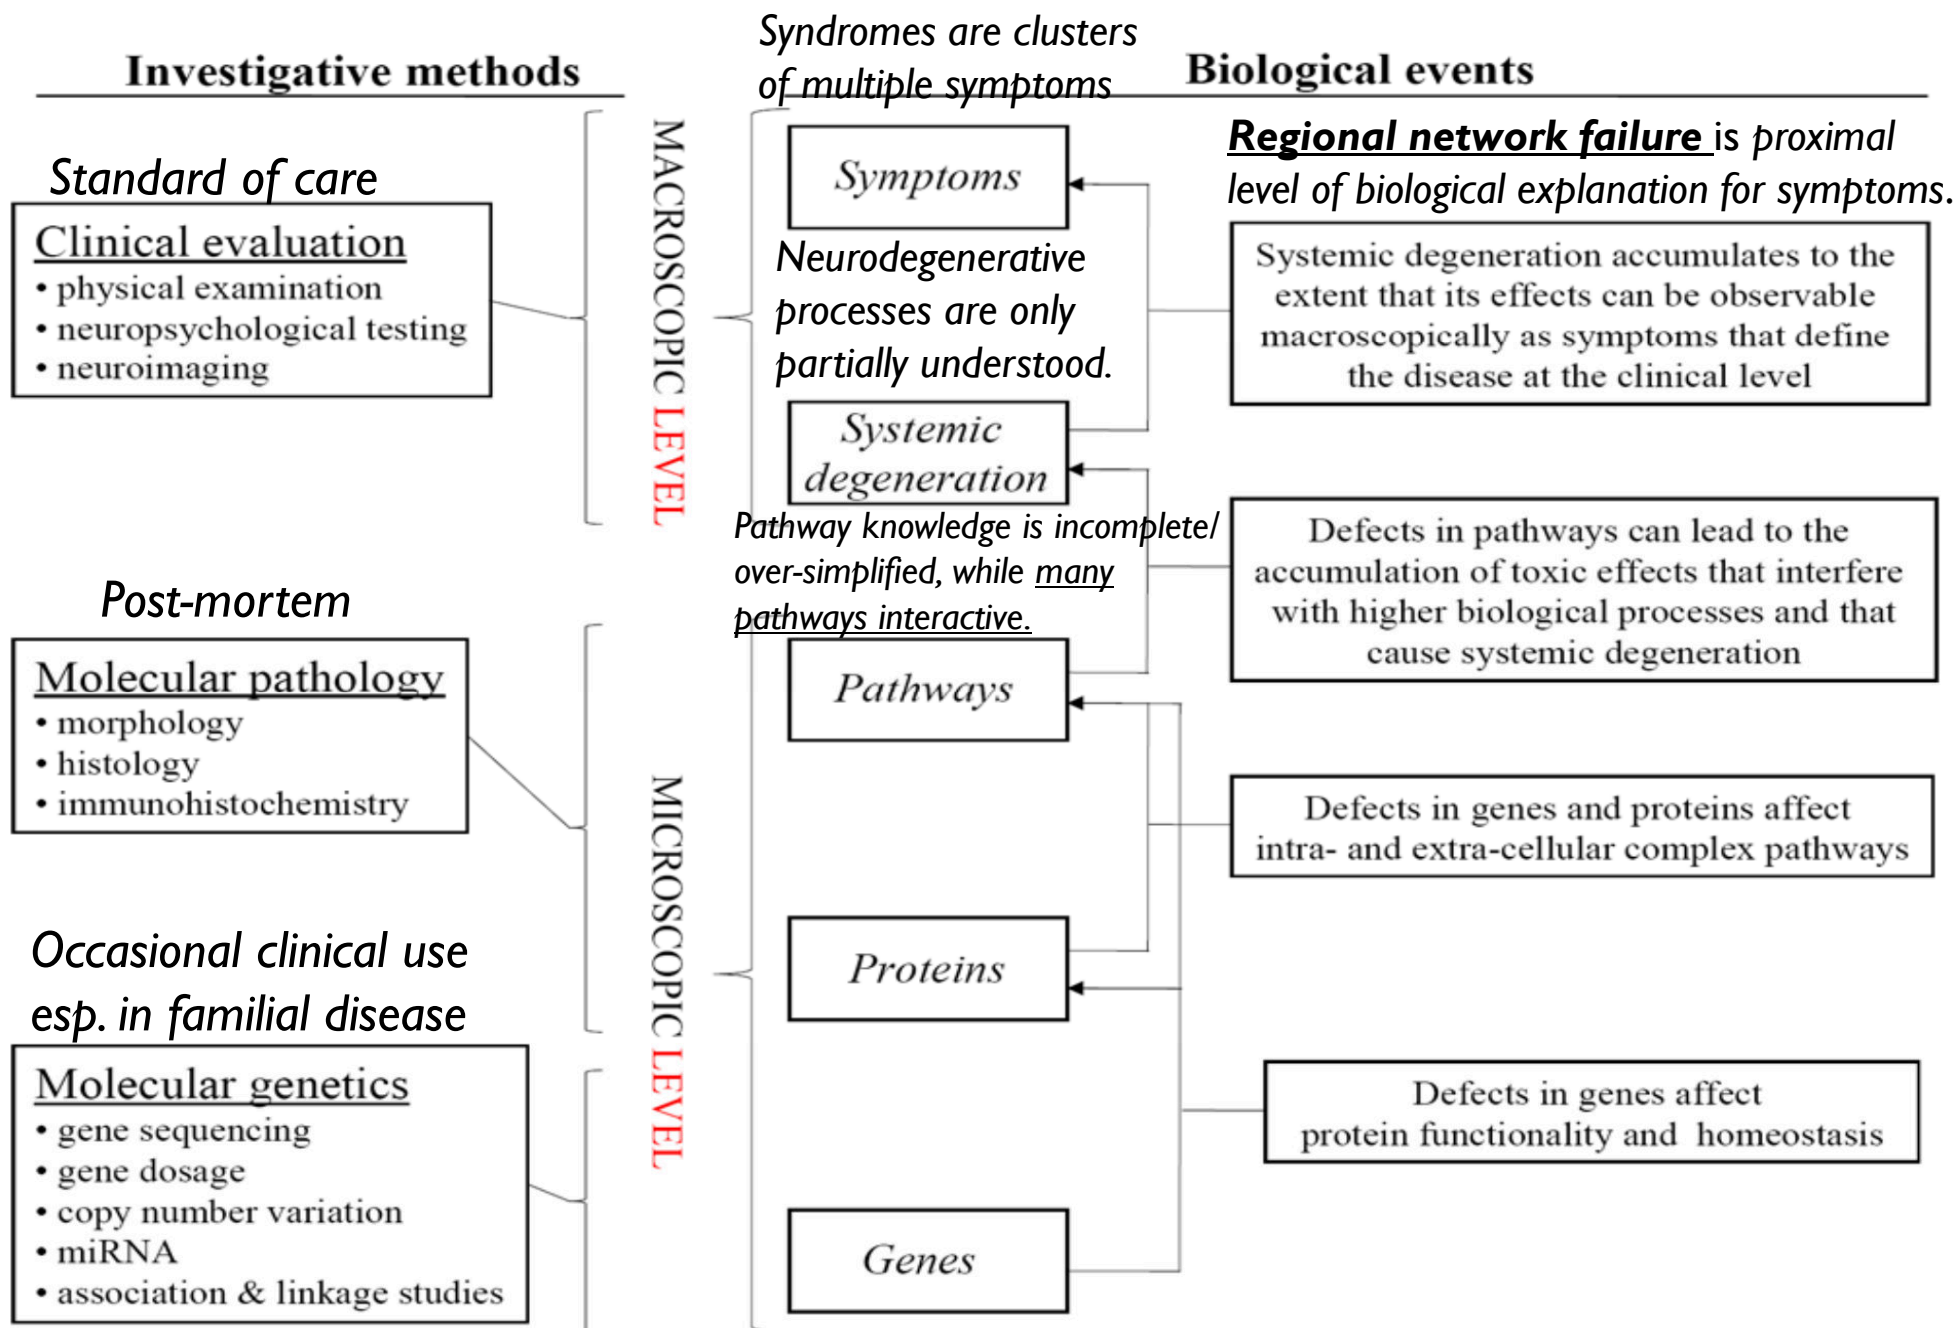 Investigative methods
Standard of care
Clinical evaluation
• physical examination
• neuropsychological testing
• neuroimaging
Post-mortem
Molecular pathology
• morphology
• histology
• immunohistochemistry
Occasional clinical use
esp. in familial disease
Molecular genetics
• gene sequencing
• gene dosage
• copy number variation
• miRNA
• association & linkage studies
MACROSCOPIC LEVEL
MICROSCOPIC LEVEL
Syndromes are clusters
of multiple symptoms
Symptoms
Neurodegenerative
processes are only
partially understood.
Systemic
degeneration
Pathway knowledge is incomplete/
over-simplified, while many
pathways interactive.
Pathways
Proteins
Genes
Biological events
Regional network failure is proximal
level of biological explanation for symptoms.
Systemic degeneration accumulates to the
extent that its effects can be observable
macroscopically as symptoms that define
the disease at the clinical level
Defects in pathways can lead to the
accumulation of toxic effects that interfere
with higher biological processes and that
cause systemic degeneration
Defects in genes and proteins affect
intra- and extra-cellular complex pathways
Defects in genes affect
protein functionality and homeostasis